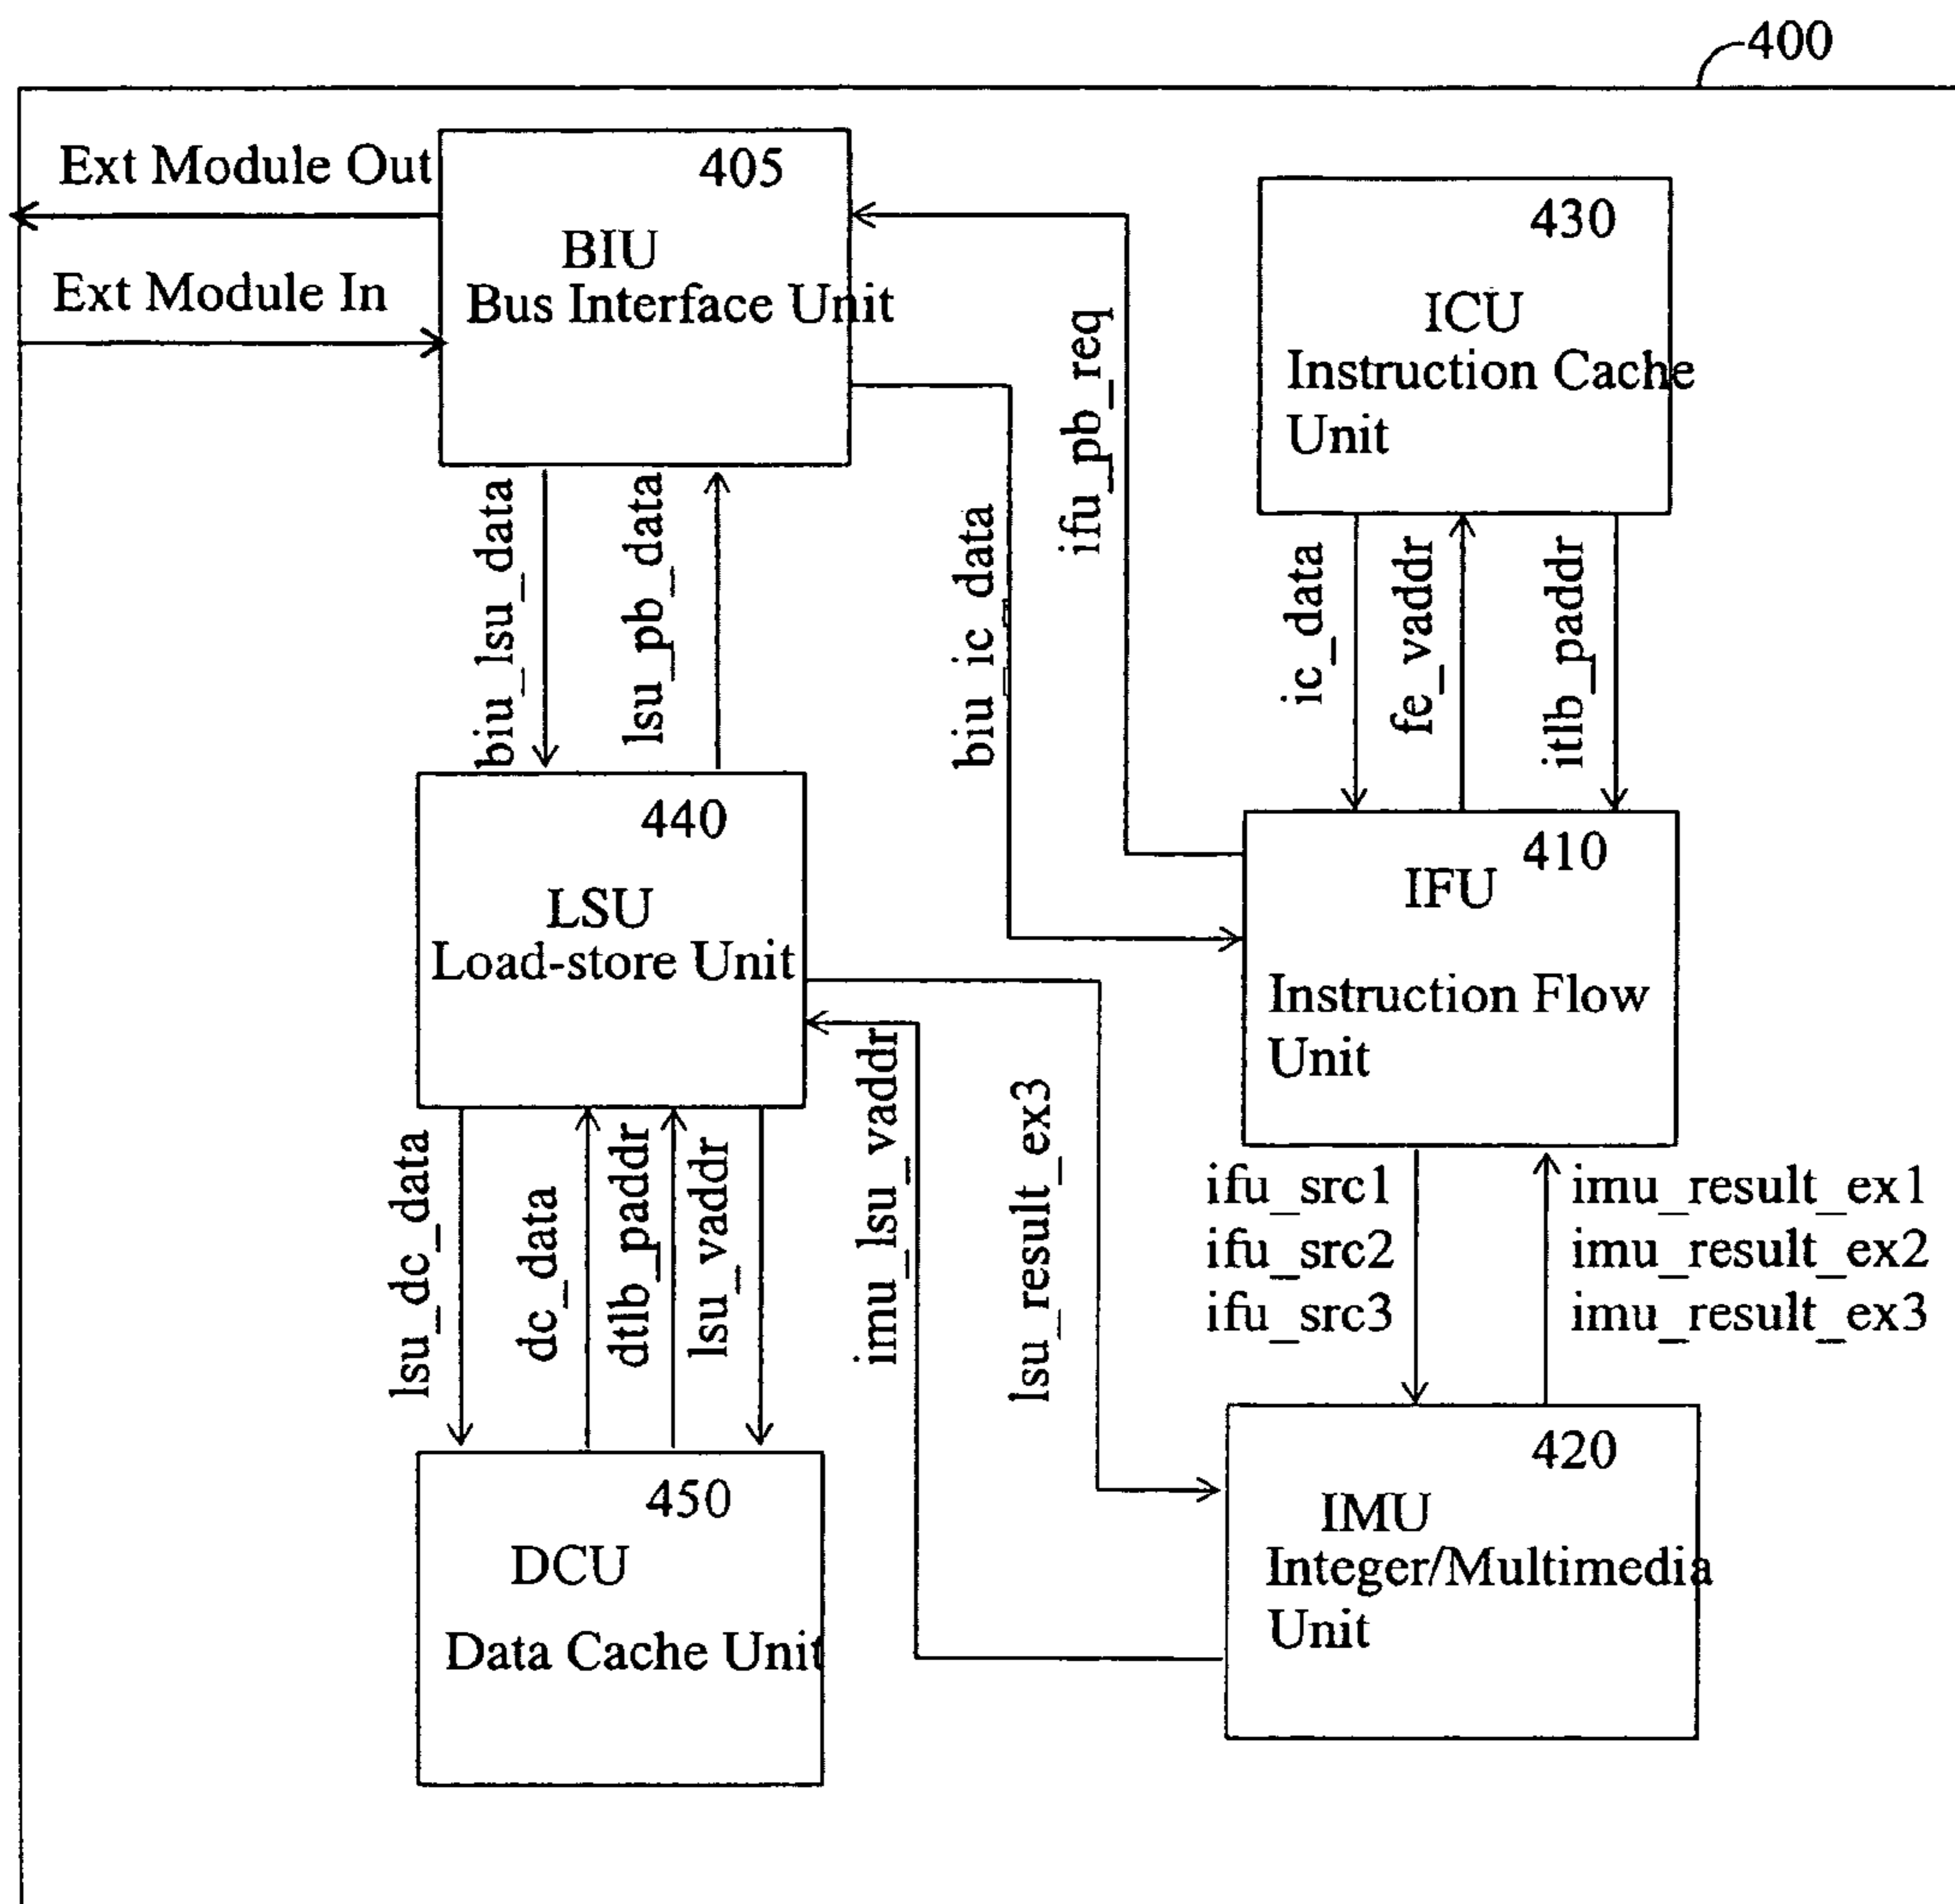 400
Ext Module Out
Ext Module In
405
BIU
Bus Interface Unit
430
ICU
Instruction Cache
Unit
ifu_pb_req
biu_ic_data
biu_lsu_data
lsu_pb_data
ic_data
fe_vaddr
itlb_paddr
440
LSU
Load-store Unit
410
IFU
Instruction Flow
Unit
lsu_dc_data
dc_data
dtlb_paddr
lsu_vaddr
imu_lsu_vaddr
lsu_result_ex3
ifu_src1
ifu_src2
ifu_src3
imu_result_ex1
imu_result_ex2
imu_result_ex3
450
DCU
Data Cache Unit
420
IMU
Integer/Multimedia
Unit